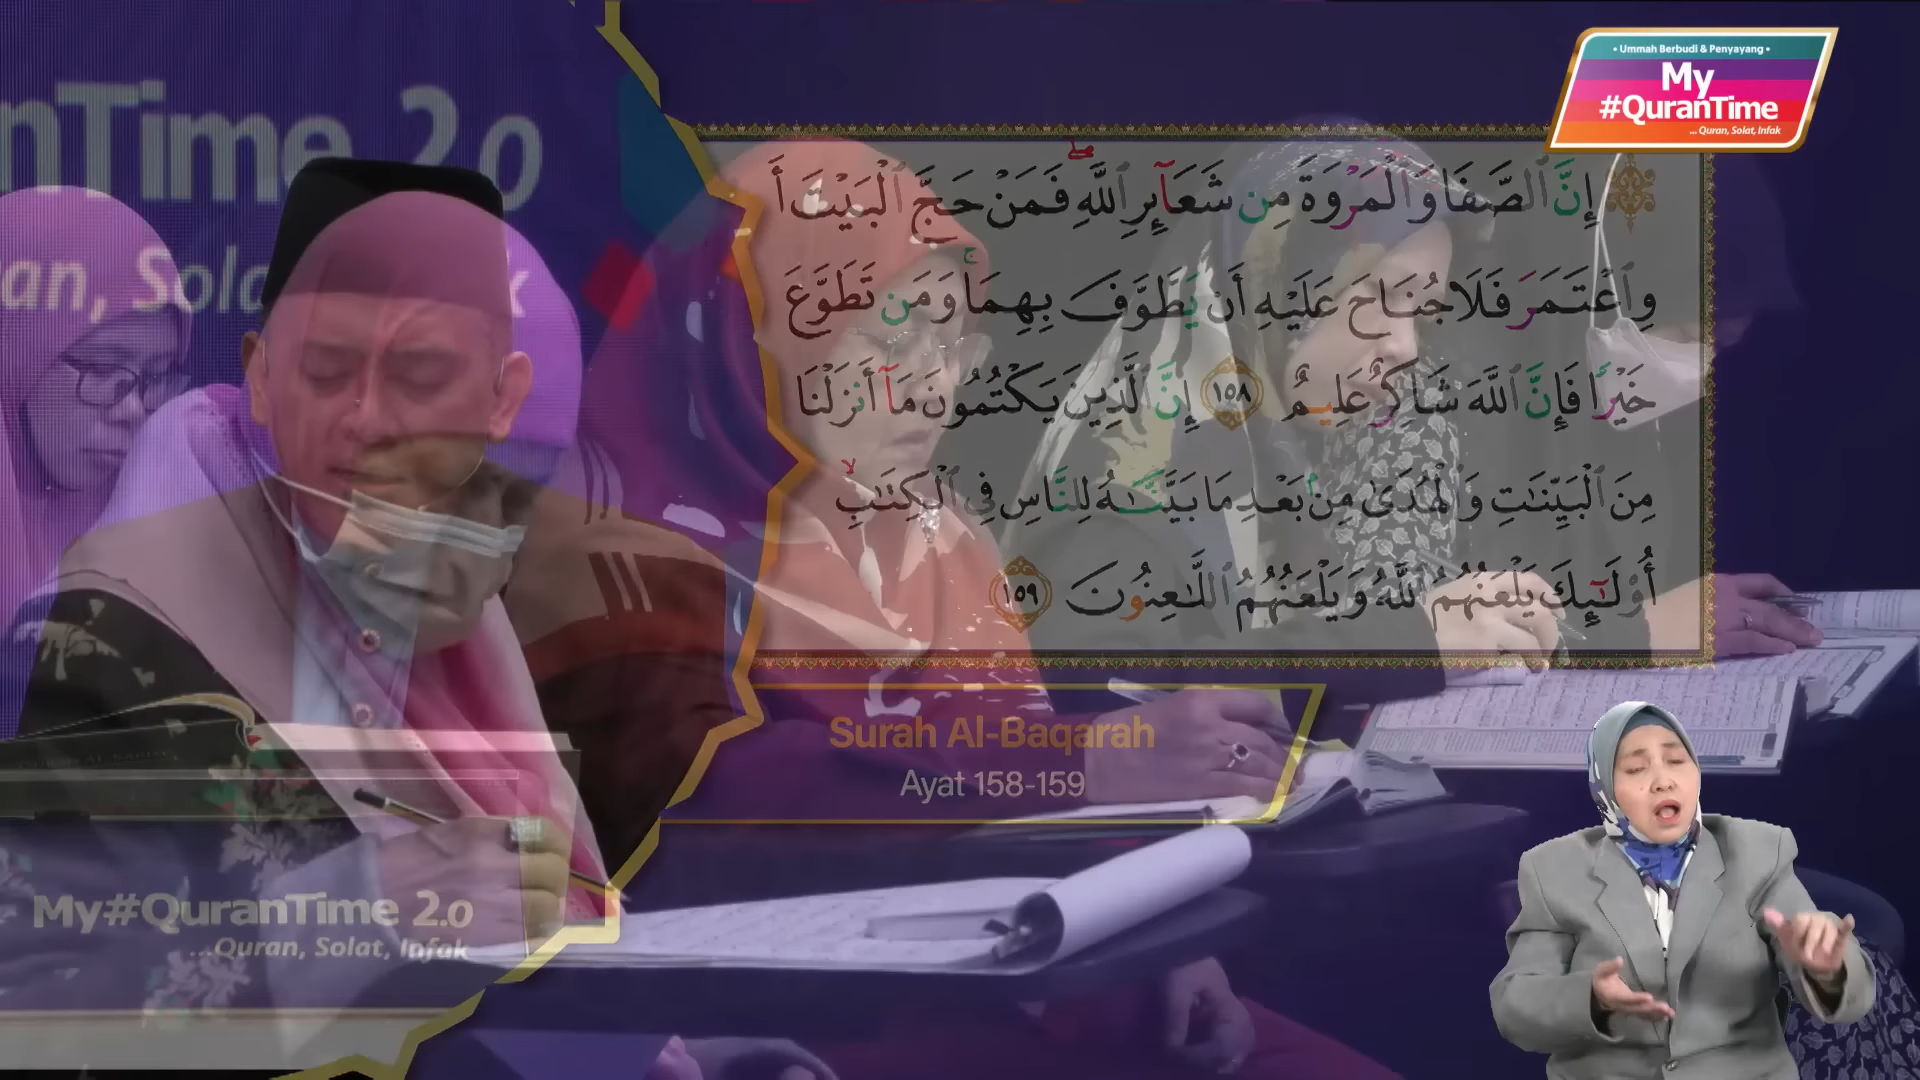 nTime 2.0
an, Sola k
• Ummah Berbudi & Penyayang •
My
#QuranTime
... Quran, Solat, Infak
إِنَّ ٱلصَّفَا وَٱلْمَرْوَةَ مِن شَعَآئِرِ ٱللَّهِ ۖ فَمَنْ حَجَّ ٱلْبَيْتَ أَ
وِ ٱعْتَمَرَ فَلَا جُنَاحَ عَلَيْهِ أَن يَطَّوَّفَ بِهِمَا ۚ وَمَن تَطَوَّعَ
خَيْرًا فَإِنَّ ٱللَّهَ شَاكِرٌ عَلِيمٌ ١٥٨ إِنَّ ٱلَّذِينَ يَكْتُمُونَ مَآ أَنزَلْنَا
مِنَ ٱلْبَيِّنَٰتِ وَٱلْهُدَىٰ مِنۢ بَعْدِ مَا بَيَّنَّٰهُ لِلنَّاسِ فِى ٱلْكِتَٰبِ ۙ
أُو۟لَٰٓئِكَ يَلْعَنُهُمُ ٱللَّهُ وَيَلْعَنُهُمُ ٱللَّٰعِنُونَ ١٥٩
Surah Al-Baqarah
Ayat 158-159
My#QuranTime 2.0
...Quran, Solat, Infak